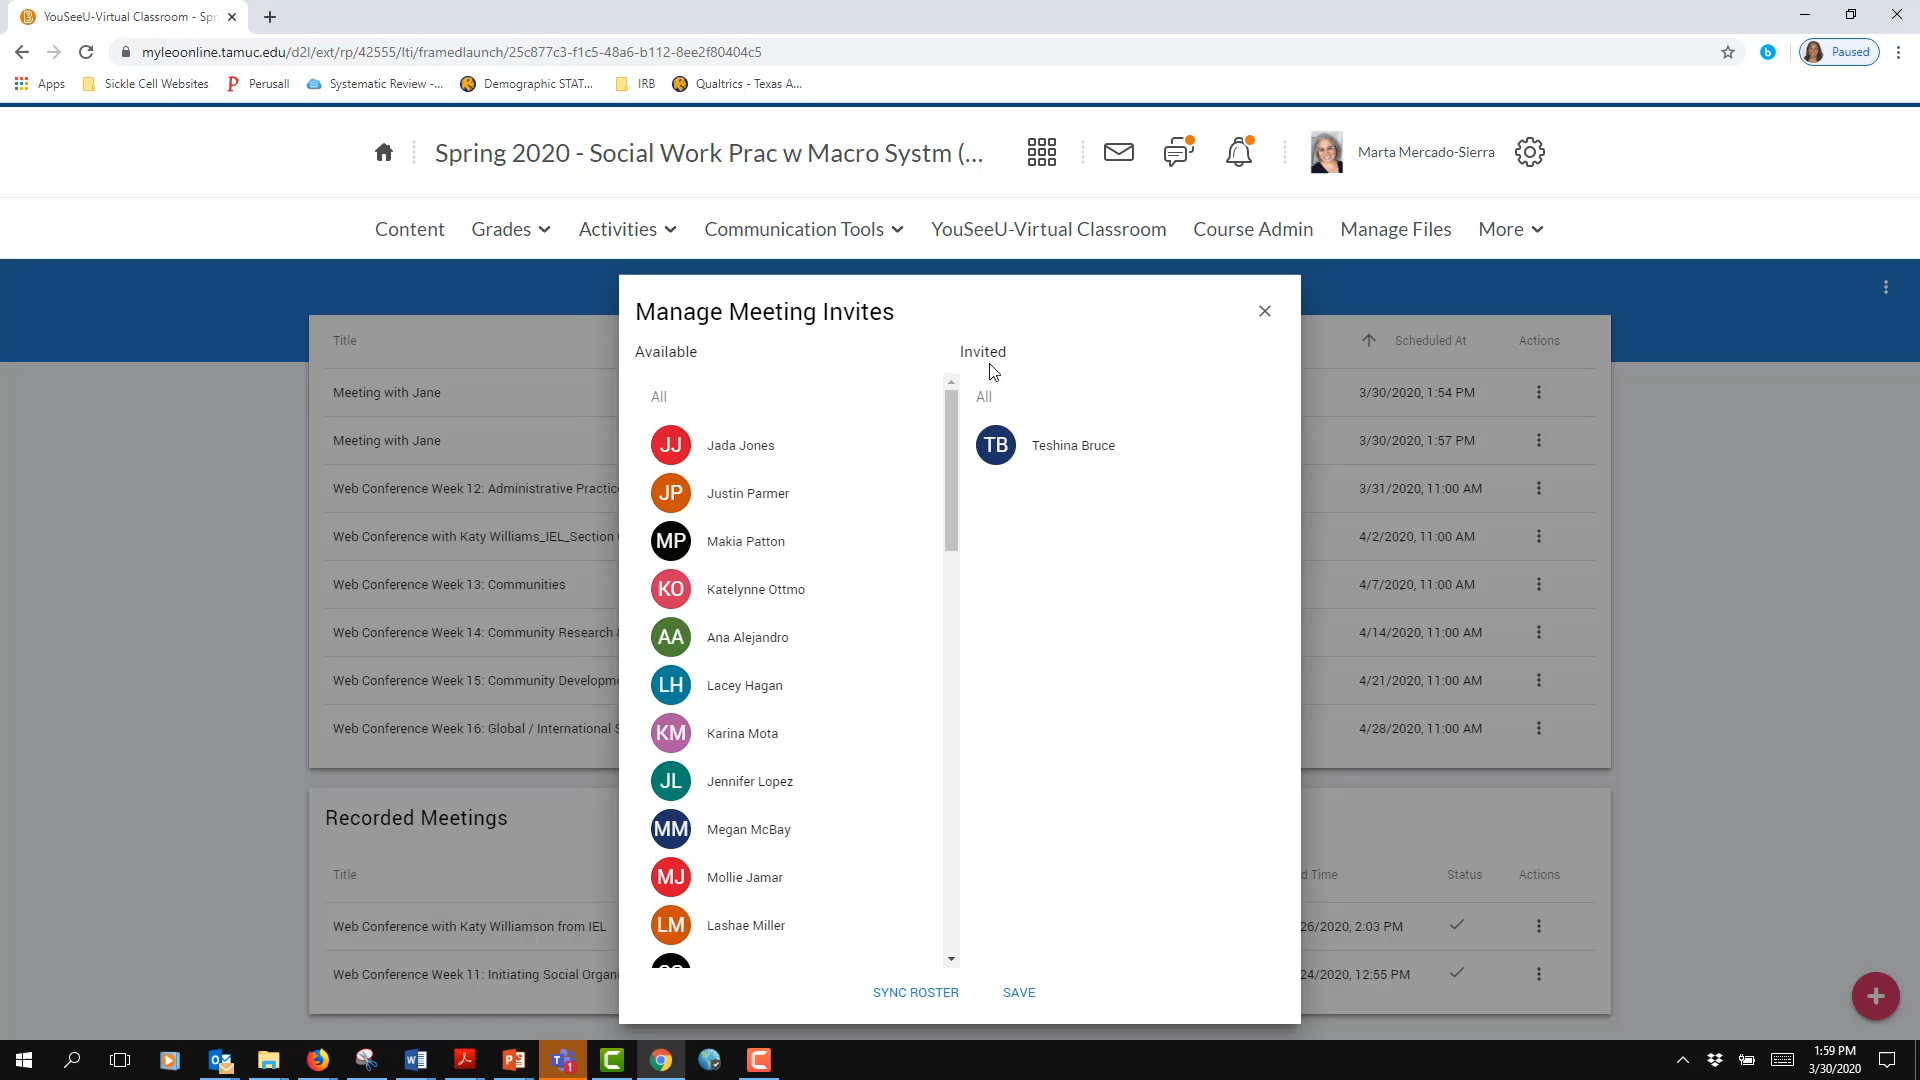 YouSeeU-Virtual Classroom - Spr
myleoonline.tamuc.edu/d2l/ext/rp/42555/lti/framedlaunch/25c877c3-f1c5-48a6-b112-8ee2f80404c5
Paused
Apps
Sickle Cell Websites
Perusall
Systematic Review -...
Demographic STAT...
IRB
Qualtrics - Texas A...
Spring 2020 - Social Work Prac w Macro Systm (...
Marta Mercado-Sierra
Content
Grades
Activities
Communication Tools
YouSeeU-Virtual Classroom
Course Admin
Manage Files
More
Manage Meeting Invites
Available
Invited
All
All
JJ Jada Jones
TB Teshina Bruce
JP Justin Parmer
MP Makia Patton
KO Katelynne Ottmo
AA Ana Alejandro
LH Lacey Hagan
KM Karina Mota
JL Jennifer Lopez
MM Megan McBay
MJ Mollie Jamar
LM Lashae Miller
SYNC ROSTER
SAVE
Title
Scheduled At
Actions
Meeting with Jane
3/30/2020, 1:54 PM
Meeting with Jane
3/30/2020, 1:57 PM
Web Conference Week 12: Administrative Practice
3/31/2020, 11:00 AM
Web Conference with Katy Williams_IEL_Section
4/2/2020, 11:00 AM
Web Conference Week 13: Communities
4/7/2020, 11:00 AM
Web Conference Week 14: Community Research
4/14/2020, 11:00 AM
Web Conference Week 15: Community Developme
4/21/2020, 11:00 AM
Web Conference Week 16: Global / International S
4/28/2020, 11:00 AM
Recorded Meetings
Title
d Time
Status
Actions
Web Conference with Katy Williamson from IEL
26/2020, 2:03 PM
Web Conference Week 11: Initiating Social Organi
24/2020, 12:55 PM
1:59 PM
3/30/2020